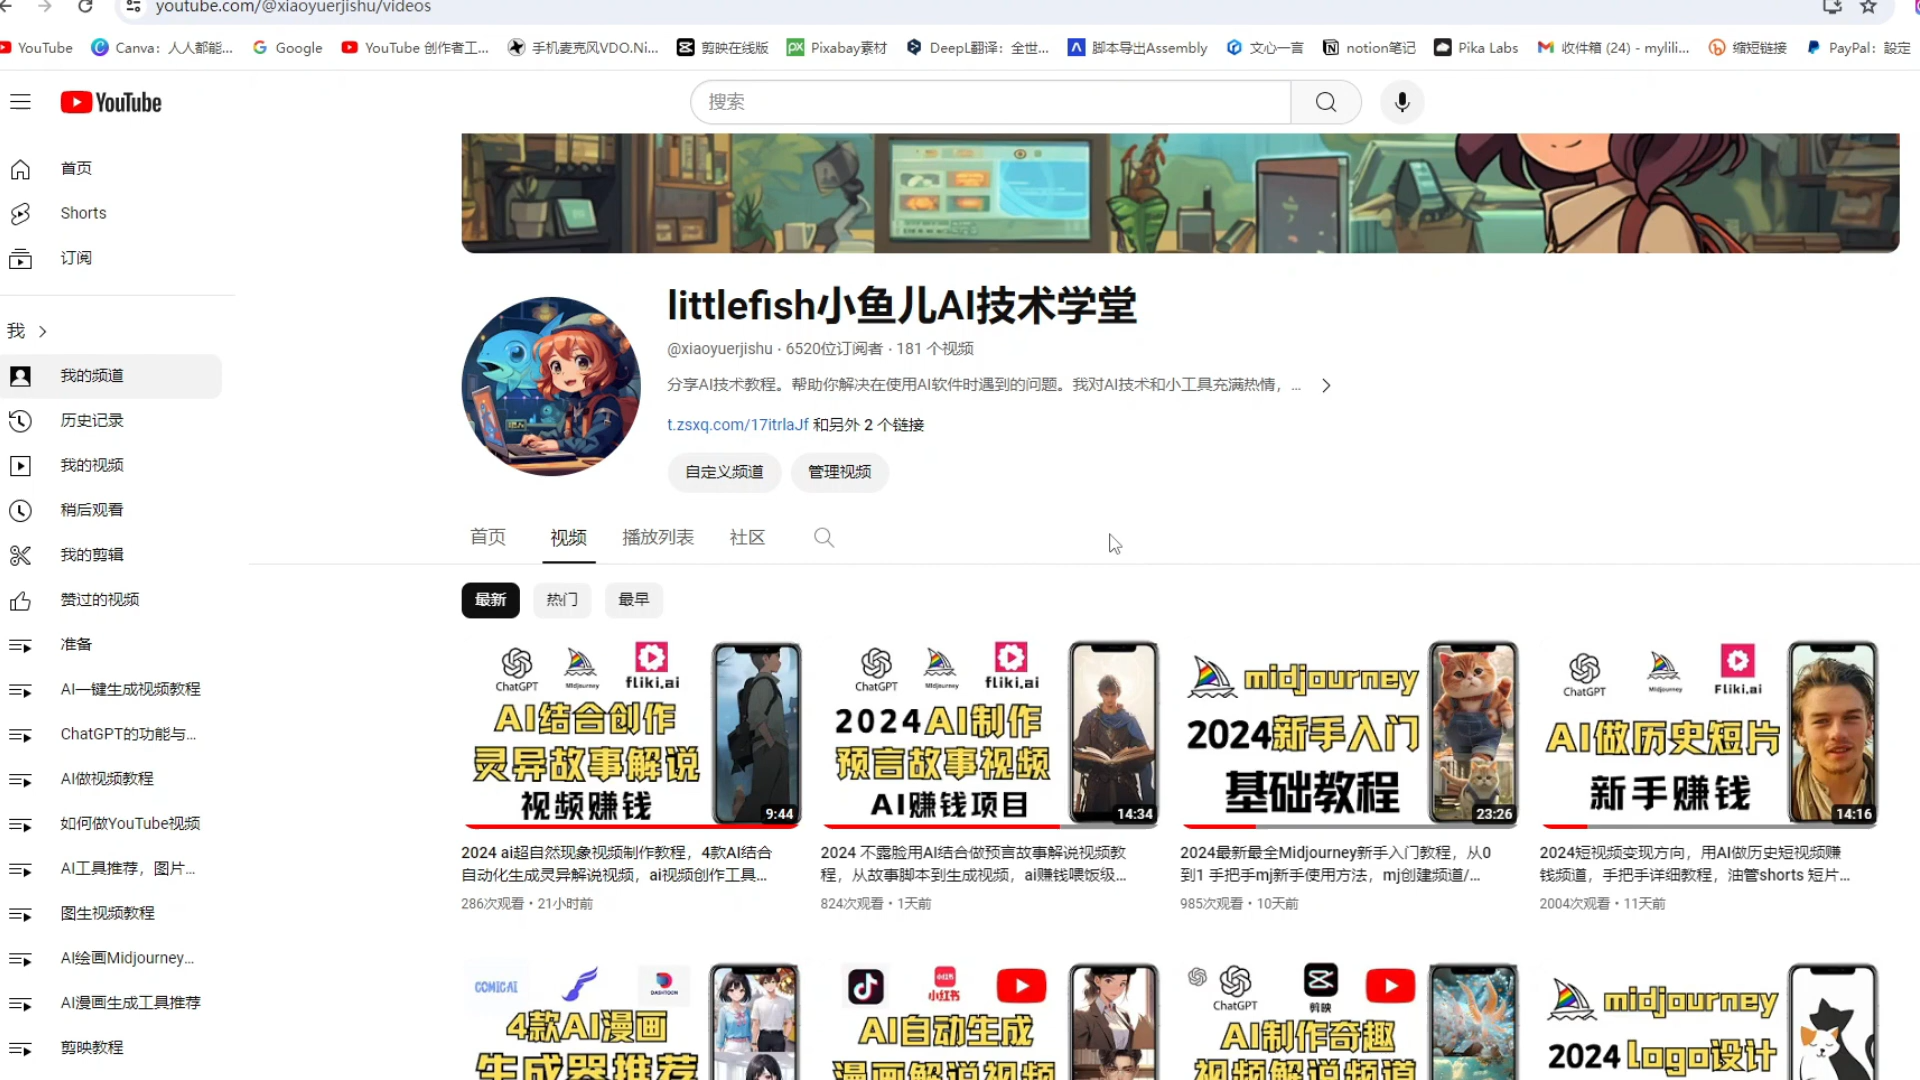 youtube.com/@xiaoyuerjishu/videos
YouTube
Canva：人人都能...
Google
YouTube 创作者工...
手机麦克风VDO.Ni...
剪映在线版
Pixabay素材
DeepL翻译：全世...
脚本导出Assembly
文心一言
notion笔记
Pika Labs
收件箱 (24) - mylili...
缩短链接
PayPal：設定
YouTube
搜索
首页
Shorts
订阅
我
我的频道
历史记录
我的视频
稍后观看
我的剪辑
赞过的视频
准备
AI一键生成视频教程
ChatGPT的功能与...
AI做视频教程
如何做YouTube视频
AI工具推荐，图片...
图生视频教程
AI绘画Midjourney...
AI漫画生成工具推荐
剪映教程
littlefish小鱼儿AI技术学堂
@xiaoyuerjishu · 6520位订阅者 · 181 个视频
分享AI技术教程。帮助你解决在使用AI软件时遇到的问题。我对AI技术和小工具充满热情，...
t.zsxq.com/17itrlaJf 和另外 2 个链接
自定义频道
管理视频
首页
视频
播放列表
社区
最新
热门
最早
ChatGPT
Midjourney
fliki.ai
AI结合创作
灵异故事解说
视频赚钱
9:44
2024 ai超自然现象视频制作教程，4款AI结合
自动化生成灵异解说视频，ai视频创作工具...
286次观看 • 21小时前
ChatGPT
Midjourney
fliki.ai
2024AI制作
预言故事视频
AI赚钱项目
14:34
2024 不露脸用AI结合做预言故事解说视频教
程，从故事脚本到生成视频，ai赚钱喂饭级...
824次观看 • 1天前
midjourney
2024新手入门
基础教程
23:26
2024最新最全Midjourney新手入门教程，从0
到1 手把手mj新手使用方法，mj创建频道/...
985次观看 • 10天前
ChatGPT
Midjourney
Fliki.ai
AI做历史短片
新手赚钱
14:16
2024短视频变现方向，用AI做历史短视频赚
钱频道，手把手详细教程，油管shorts 短片...
2004次观看 • 11天前
COMICAI
DASHTOON
4款AI漫画
生成器推荐
小红书
小红书
AI自动生成
漫画解说视频
ChatGPT
剪映
AI制作奇趣
视频解说频道
midjourney
2024 Logo设计